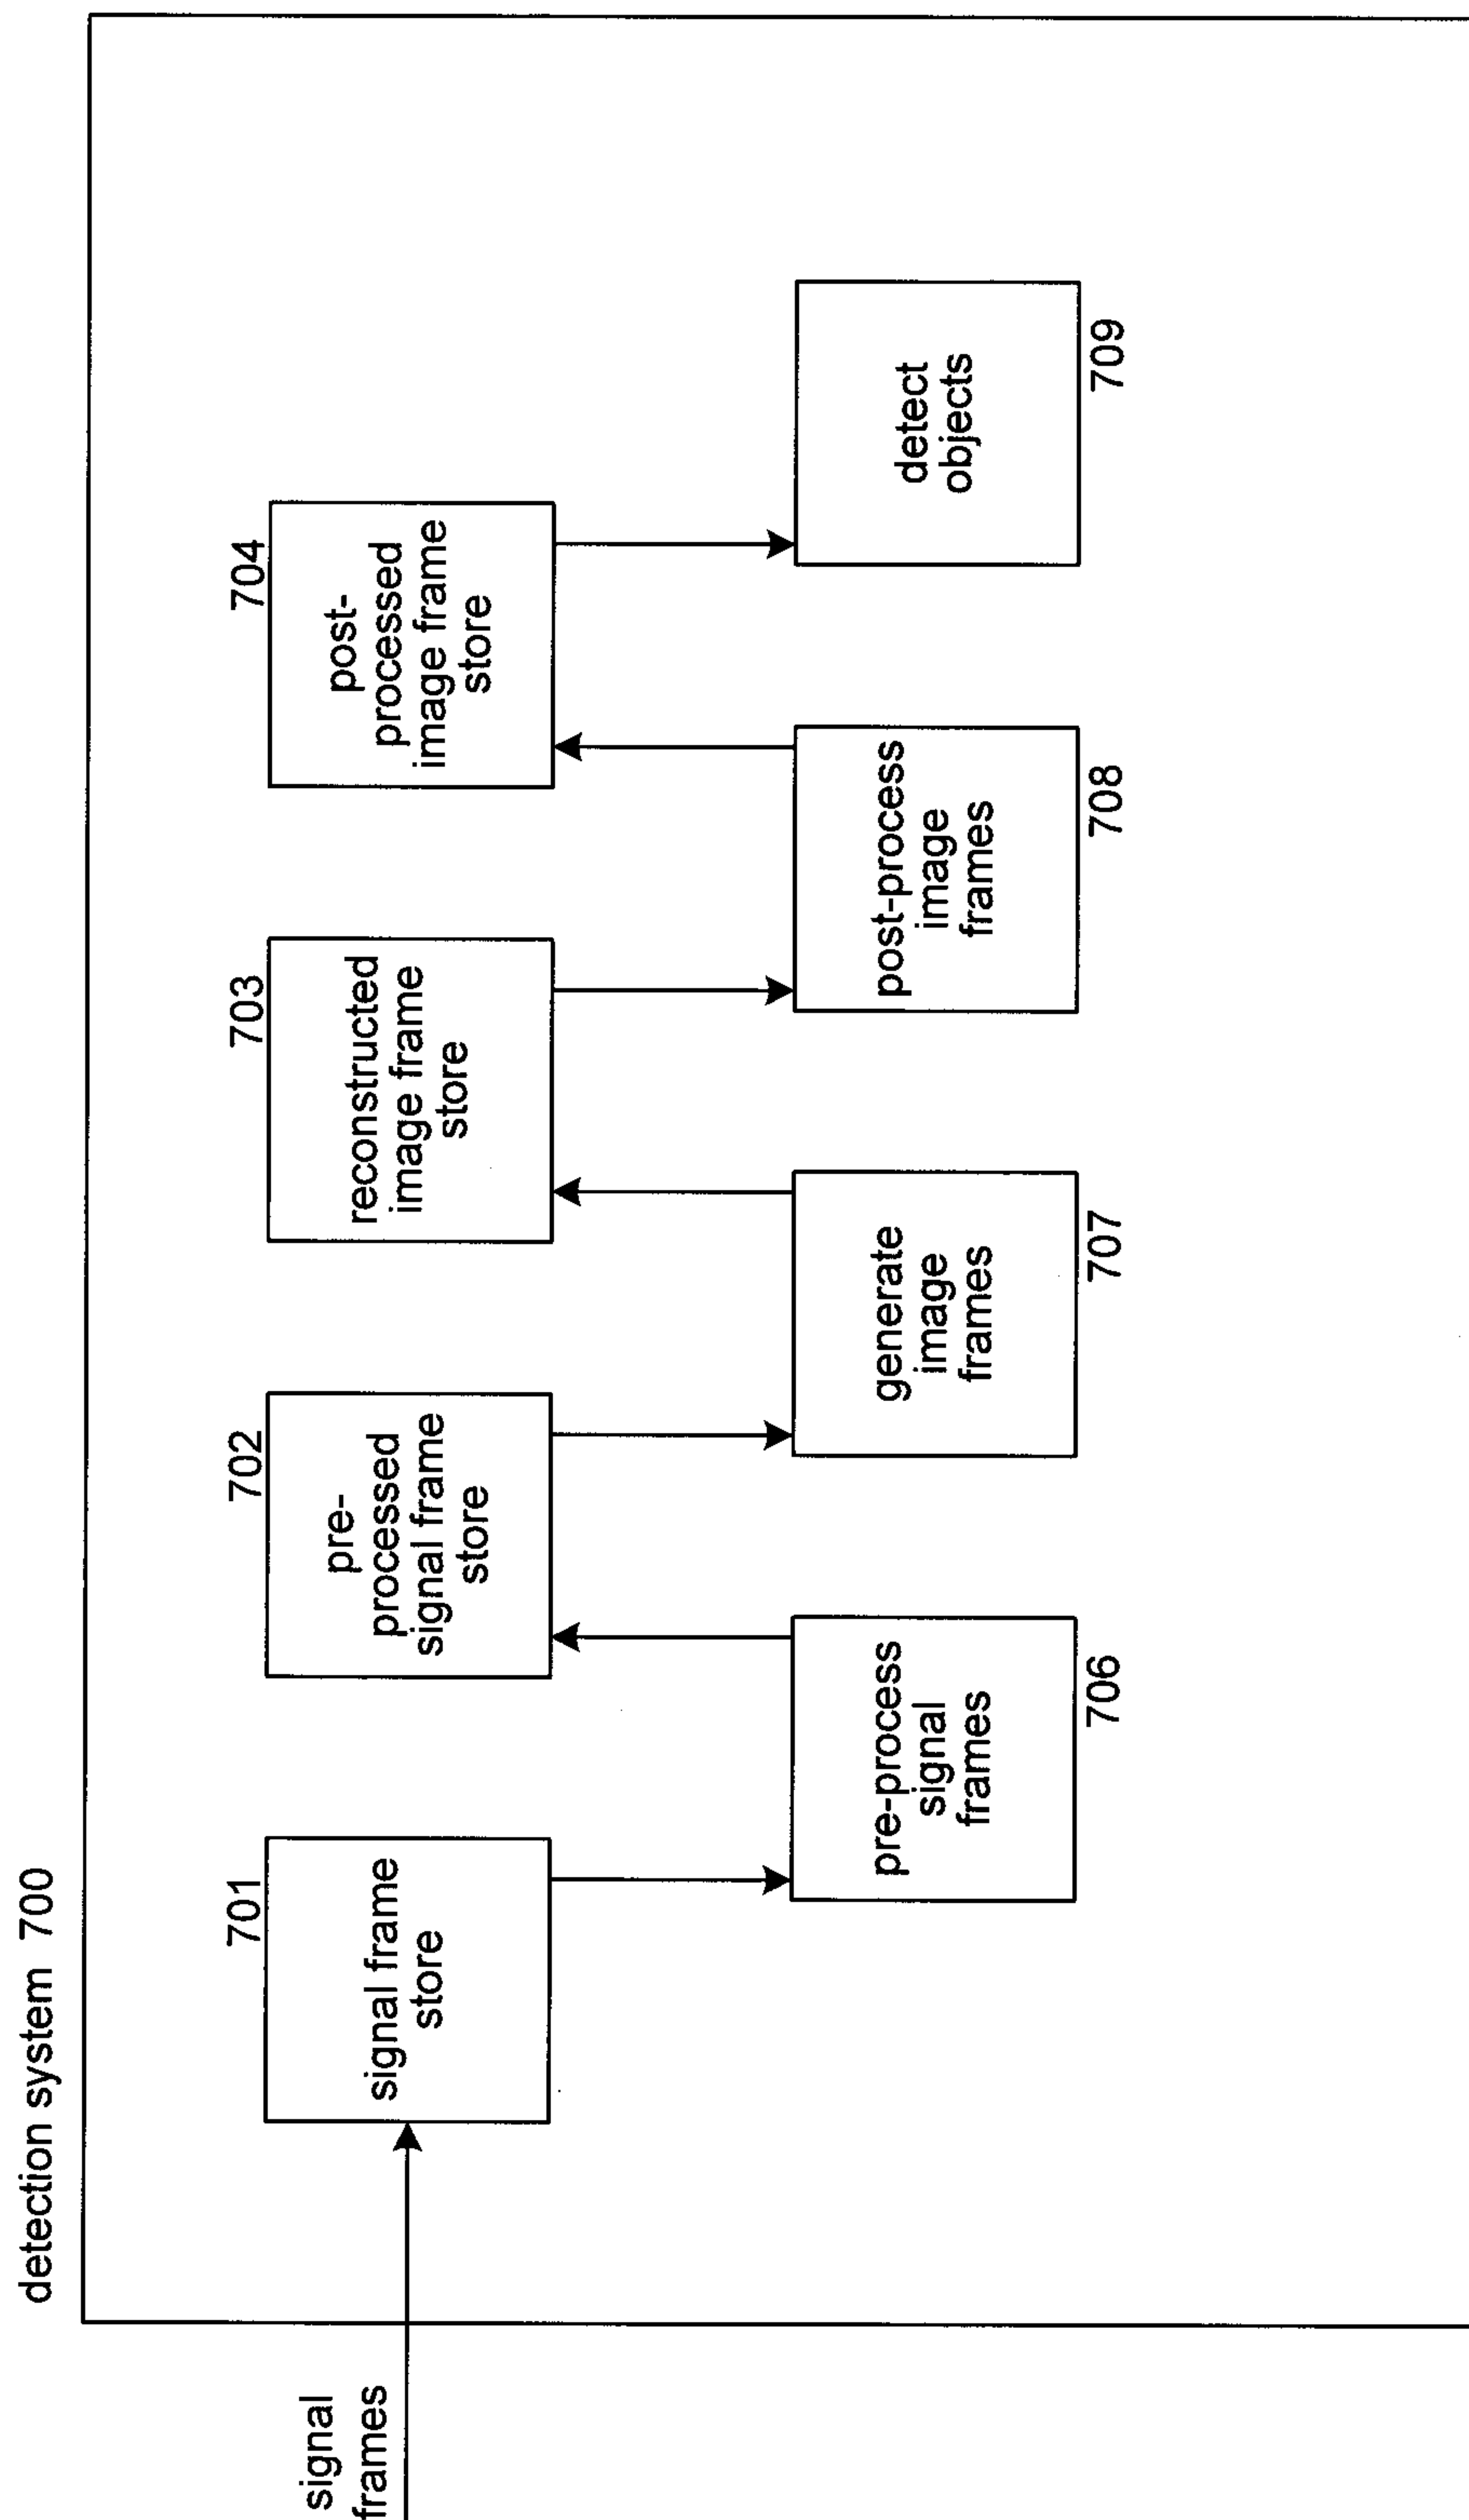 detection system 700
signal
frames
701
signal frame
store
702
pre-
processed
signal frame
store
703
reconstructed
image frame
store
704
post-
processed
image frame
store
pre-process
signal
frames
706
generate
image
frames
707
post-process
image
frames
708
detect
objects
709